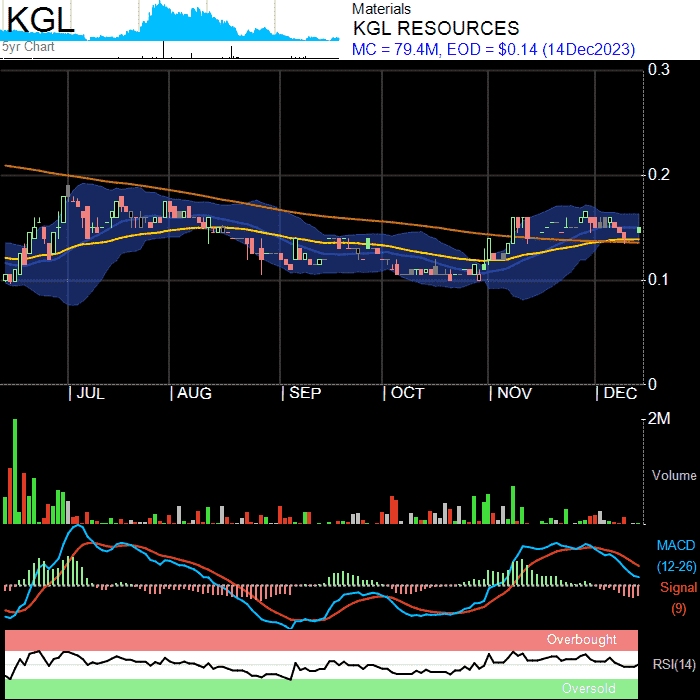 KGL
5yr Chart
Materials
KGL RESOURCES
MC = 79.4M, EOD = $0.14 (14Dec2023)
0.3
0.2
0.1
0
| JUL | AUG | SEP | OCT | NOV | DEC
2M
Volume
MACD
(12-26)
Signal
(9)
Overbought
RSI(14)
Oversold